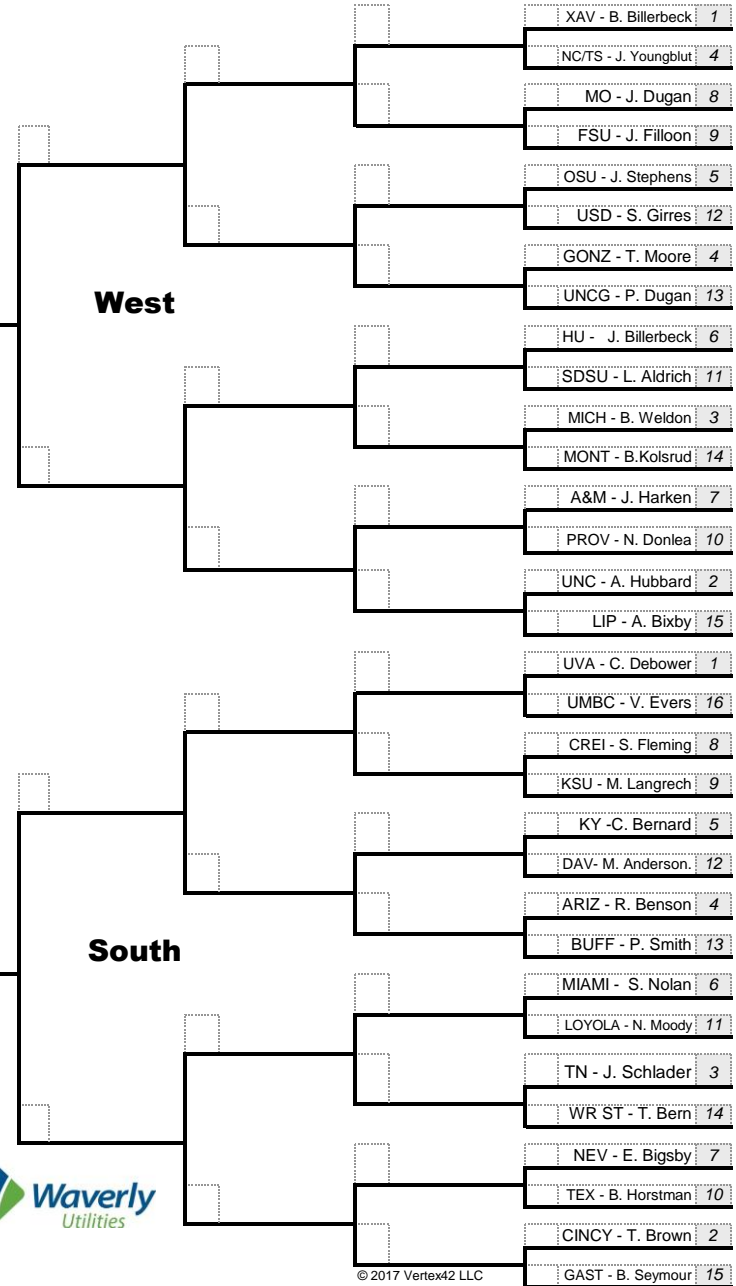 XAV - B. Billerbeck 1
NC/TS - J. Youngblut 4
MO - J. Dugan 8
FSU - J. Filloon 9
OSU - J. Stephens 5
USD - S. Girres 12
GONZ - T. Moore 4
UNCG - P. Dugan 13
West
HU - J. Billerbeck 6
SDSU - L. Aldrich 11
MICH - B. Weldon 3
MONT - B.Kolsrud 14
A&M - J. Harken 7
PROV - N. Donlea 10
UNC - A. Hubbard 2
LIP - A. Bixby 15
UVA - C. Debower 1
UMBC - V. Evers 16
CREI - S. Fleming 8
KSU - M. Langrech 9
KY -C. Bernard 5
DAV- M. Anderson. 12
ARIZ - R. Benson 4
BUFF - P. Smith 13
South
MIAMI - S. Nolan 6
LOYOLA - N. Moody 11
TN - J. Schlader 3
WR ST - T. Bern 14
NEV - E. Bigsby 7
TEX - B. Horstman 10
CINCY - T. Brown 2
GAST - B. Seymour 15
Waverly
Utilities
© 2017 Vertex42 LLC